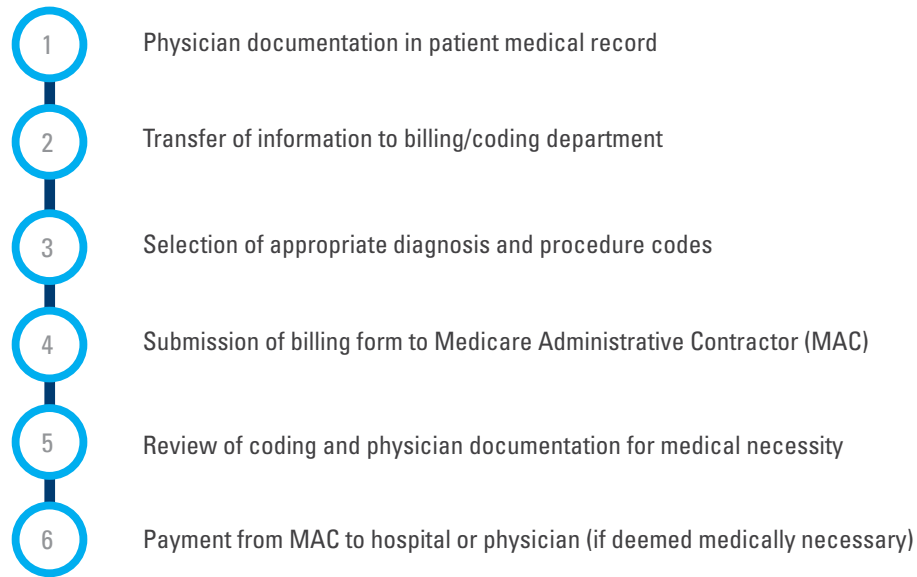 1 Physician documentation in patient medical record
2 Transfer of information to billing/coding department
3 Selection of appropriate diagnosis and procedure codes
4 Submission of billing form to Medicare Administrative Contractor (MAC)
5 Review of coding and physician documentation for medical necessity
6 Payment from MAC to hospital or physician (if deemed medically necessary)